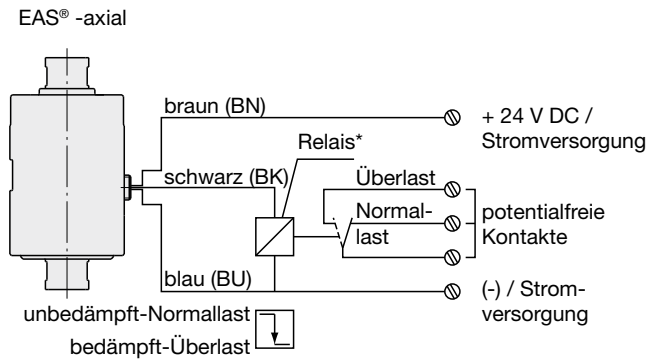 EAS® -axial
braun (BN)
+ 24 V DC /
Stromversorgung
Relais*
schwarz (BK)
Überlast
Normal-
last
potentialfreie
Kontakte
blau (BU)
(-) / Strom-
versorgung
unbedämpft-Normallast
bedämpft-Überlast